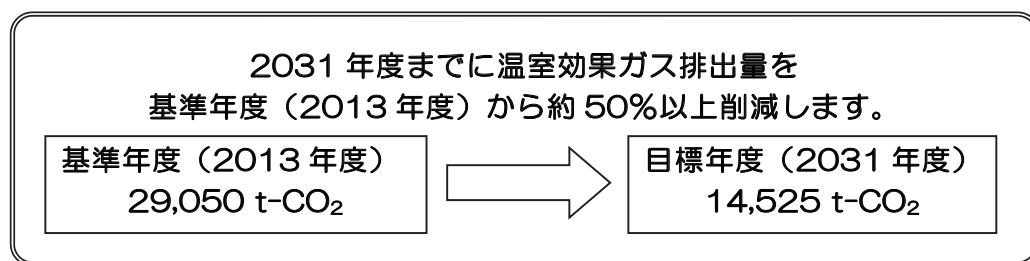 2031 年度までに温室効果ガス排出量を
基準年度（2013 年度）から約 50％以上削減します。
基準年度（2013 年度）
29,050 t-CO₂
目標年度（2031 年度）
14,525 t-CO₂